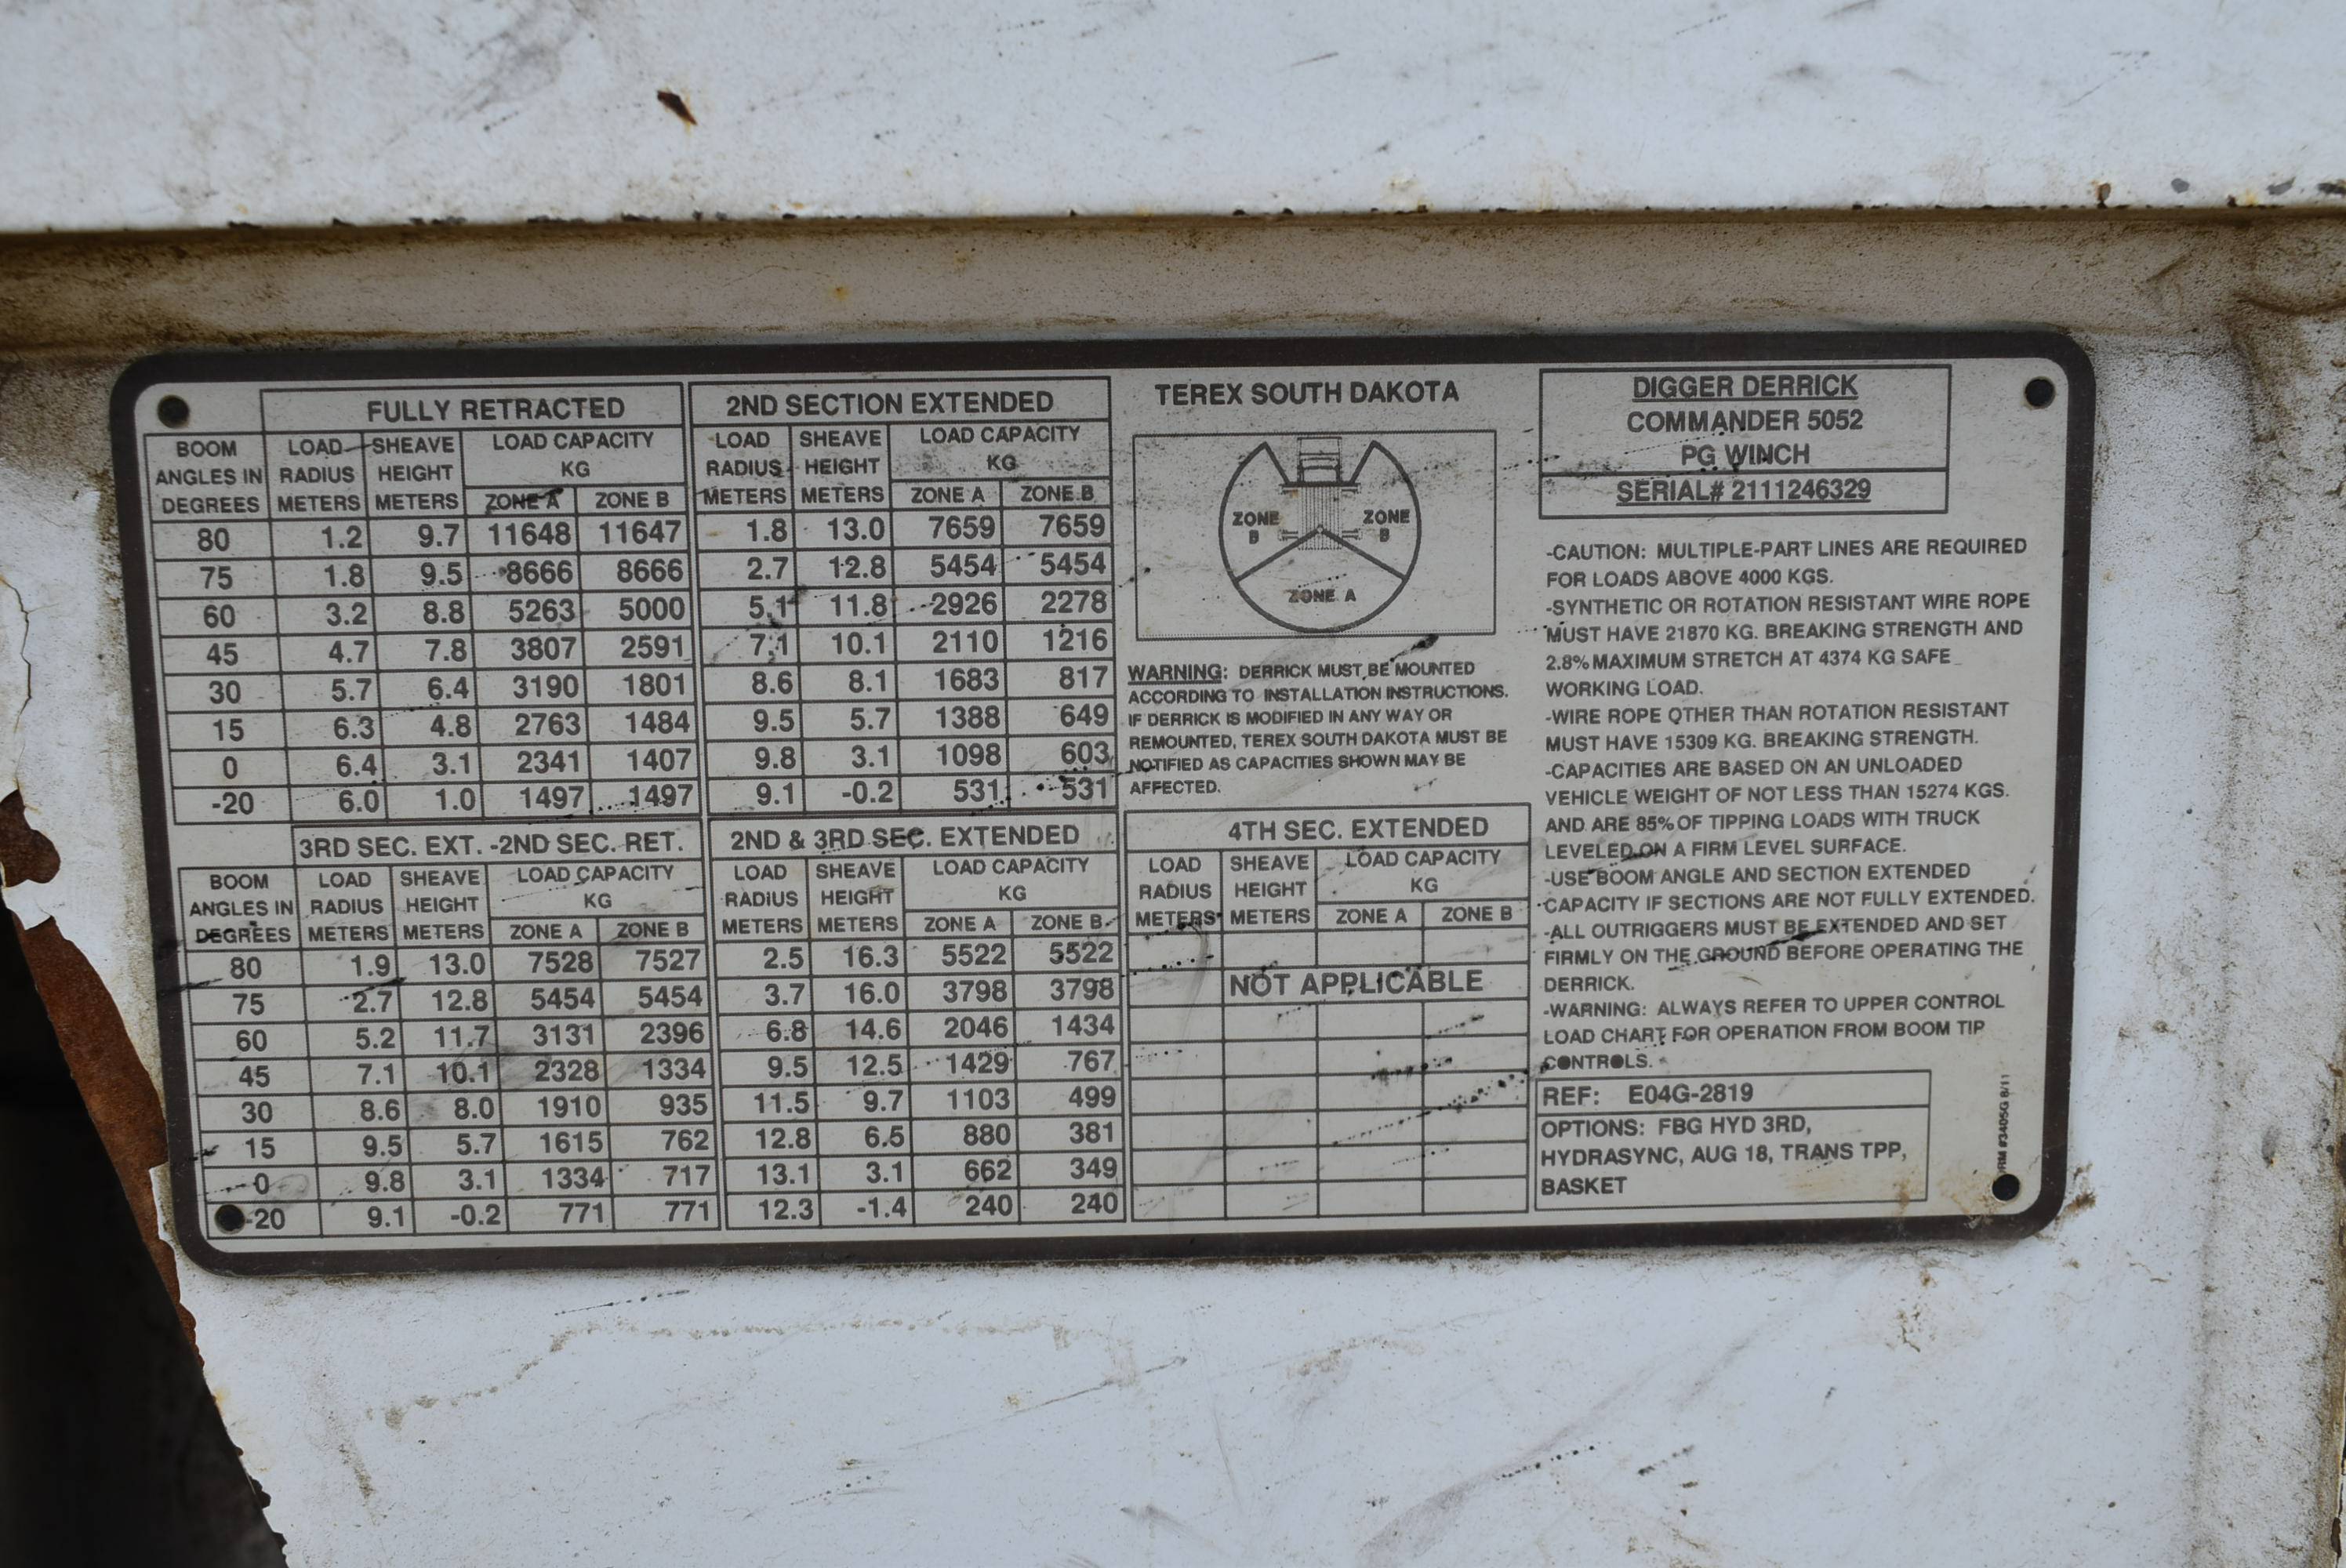 FULLY RETRACTED
BOOM ANGLES IN DEGREES LOAD RADIUS METERS SHEAVE HEIGHT METERS LOAD CAPACITY KG ZONE A ZONE B
80 1.2 9.7 11648 11647
75 1.8 9.5 8666 8666
60 3.2 8.8 5263 5000
45 4.7 7.8 3807 2591
30 5.7 6.4 3190 1801
15 6.3 4.8 2763 1484
0 6.4 3.1 2341 1407
-20 6.0 1.0 1497 1497
2ND SECTION EXTENDED
LOAD RADIUS METERS SHEAVE HEIGHT METERS LOAD CAPACITY KG ZONE A ZONE B
1.8 13.0 7659 7659
2.7 12.8 5454 5454
5.1 11.8 2926 2278
7.1 10.1 2110 1216
8.6 8.1 1683 817
9.5 5.7 1388 649
9.8 3.1 1098 603
9.1 -0.2 531 531
3RD SEC. EXT. -2ND SEC. RET.
BOOM ANGLES IN DEGREES LOAD RADIUS METERS SHEAVE HEIGHT METERS LOAD CAPACITY KG ZONE A ZONE B
80 1.9 13.0 7528 7527
75 2.7 12.8 5454 5454
60 5.2 11.7 3131 2396
45 7.1 10.1 2328 1334
30 8.6 8.0 1910 935
15 9.5 5.7 1615 762
0 9.8 3.1 1334 717
-20 9.1 -0.2 771 771
2ND & 3RD SEC. EXTENDED
LOAD RADIUS METERS SHEAVE HEIGHT METERS LOAD CAPACITY KG ZONE A ZONE B
2.5 16.3 5522 5522
3.7 16.0 3798 3798
6.8 14.6 2046 1434
9.5 12.5 1429 767
11.5 9.7 1103 499
12.8 6.5 880 381
13.1 3.1 662 349
12.3 -1.4 240 240
TEREX SOUTH DAKOTA
ZONE B
ZONE B
ZONE A
WARNING: DERRICK MUST BE MOUNTED
ACCORDING TO INSTALLATION INSTRUCTIONS.
IF DERRICK IS MODIFIED IN ANY WAY OR
REMOUNTED, TEREX SOUTH DAKOTA MUST BE
NOTIFIED AS CAPACITIES SHOWN MAY BE
AFFECTED.
4TH SEC. EXTENDED
LOAD RADIUS METERS SHEAVE HEIGHT METERS LOAD CAPACITY KG ZONE A ZONE B
NOT APPLICABLE
DIGGER DERRICK
COMMANDER 5052
PG WINCH
SERIAL# 2111246329
-CAUTION: MULTIPLE-PART LINES ARE REQUIRED
FOR LOADS ABOVE 4000 KGS.
-SYNTHETIC OR ROTATION RESISTANT WIRE ROPE
MUST HAVE 21870 KG. BREAKING STRENGTH AND
2.8% MAXIMUM STRETCH AT 4374 KG SAFE
WORKING LOAD.
-WIRE ROPE OTHER THAN ROTATION RESISTANT
MUST HAVE 15309 KG. BREAKING STRENGTH.
-CAPACITIES ARE BASED ON AN UNLOADED
VEHICLE WEIGHT OF NOT LESS THAN 15274 KGS.
AND ARE 85% OF TIPPING LOADS WITH TRUCK
LEVELED ON A FIRM LEVEL SURFACE.
-USE BOOM ANGLE AND SECTION EXTENDED
CAPACITY IF SECTIONS ARE NOT FULLY EXTENDED.
-ALL OUTRIGGERS MUST BE EXTENDED AND SET
FIRMLY ON THE GROUND BEFORE OPERATING THE
DERRICK.
-WARNING: ALWAYS REFER TO UPPER CONTROL
LOAD CHART FOR OPERATION FROM BOOM TIP
CONTROLS.
REF: E04G-2819
OPTIONS: FBG HYD 3RD,
HYDRASYNC, AUG 18, TRANS TPP,
BASKET
#3405G 8/11